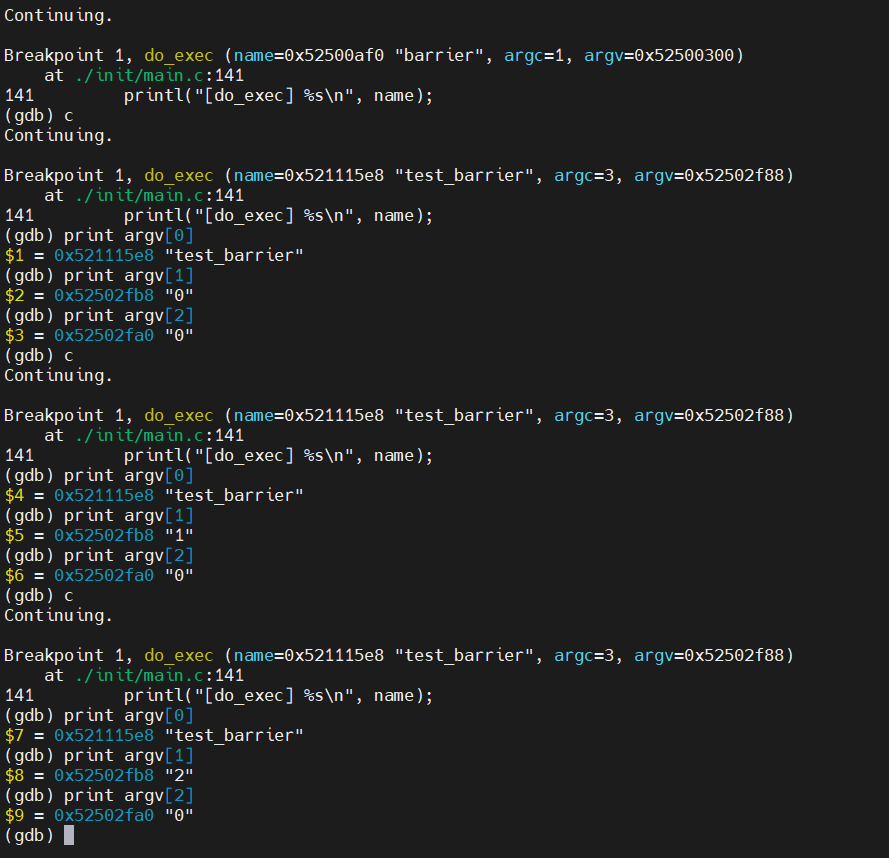 Continuing.

Breakpoint 1, do_exec (name=0x52500af0 "barrier", argc=1, argv=0x52500300)
    at ./init/main.c:141
141         printl("[do_exec] %s\n", name);
(gdb) c
Continuing.

Breakpoint 1, do_exec (name=0x521115e8 "test_barrier", argc=3, argv=0x52502f88)
    at ./init/main.c:141
141         printl("[do_exec] %s\n", name);
(gdb) print argv[0]
$1 = 0x521115e8 "test_barrier"
(gdb) print argv[1]
$2 = 0x52502fb8 "0"
(gdb) print argv[2]
$3 = 0x52502fa0 "0"
(gdb) c
Continuing.

Breakpoint 1, do_exec (name=0x521115e8 "test_barrier", argc=3, argv=0x52502f88)
    at ./init/main.c:141
141         printl("[do_exec] %s\n", name);
(gdb) print argv[0]
$4 = 0x521115e8 "test_barrier"
(gdb) print argv[1]
$5 = 0x52502fb8 "1"
(gdb) print argv[2]
$6 = 0x52502fa0 "0"
(gdb) c
Continuing.

Breakpoint 1, do_exec (name=0x521115e8 "test_barrier", argc=3, argv=0x52502f88)
    at ./init/main.c:141
141         printl("[do_exec] %s\n", name);
(gdb) print argv[0]
$7 = 0x521115e8 "test_barrier"
(gdb) print argv[1]
$8 = 0x52502fb8 "2"
(gdb) print argv[2]
$9 = 0x52502fa0 "0"
(gdb)